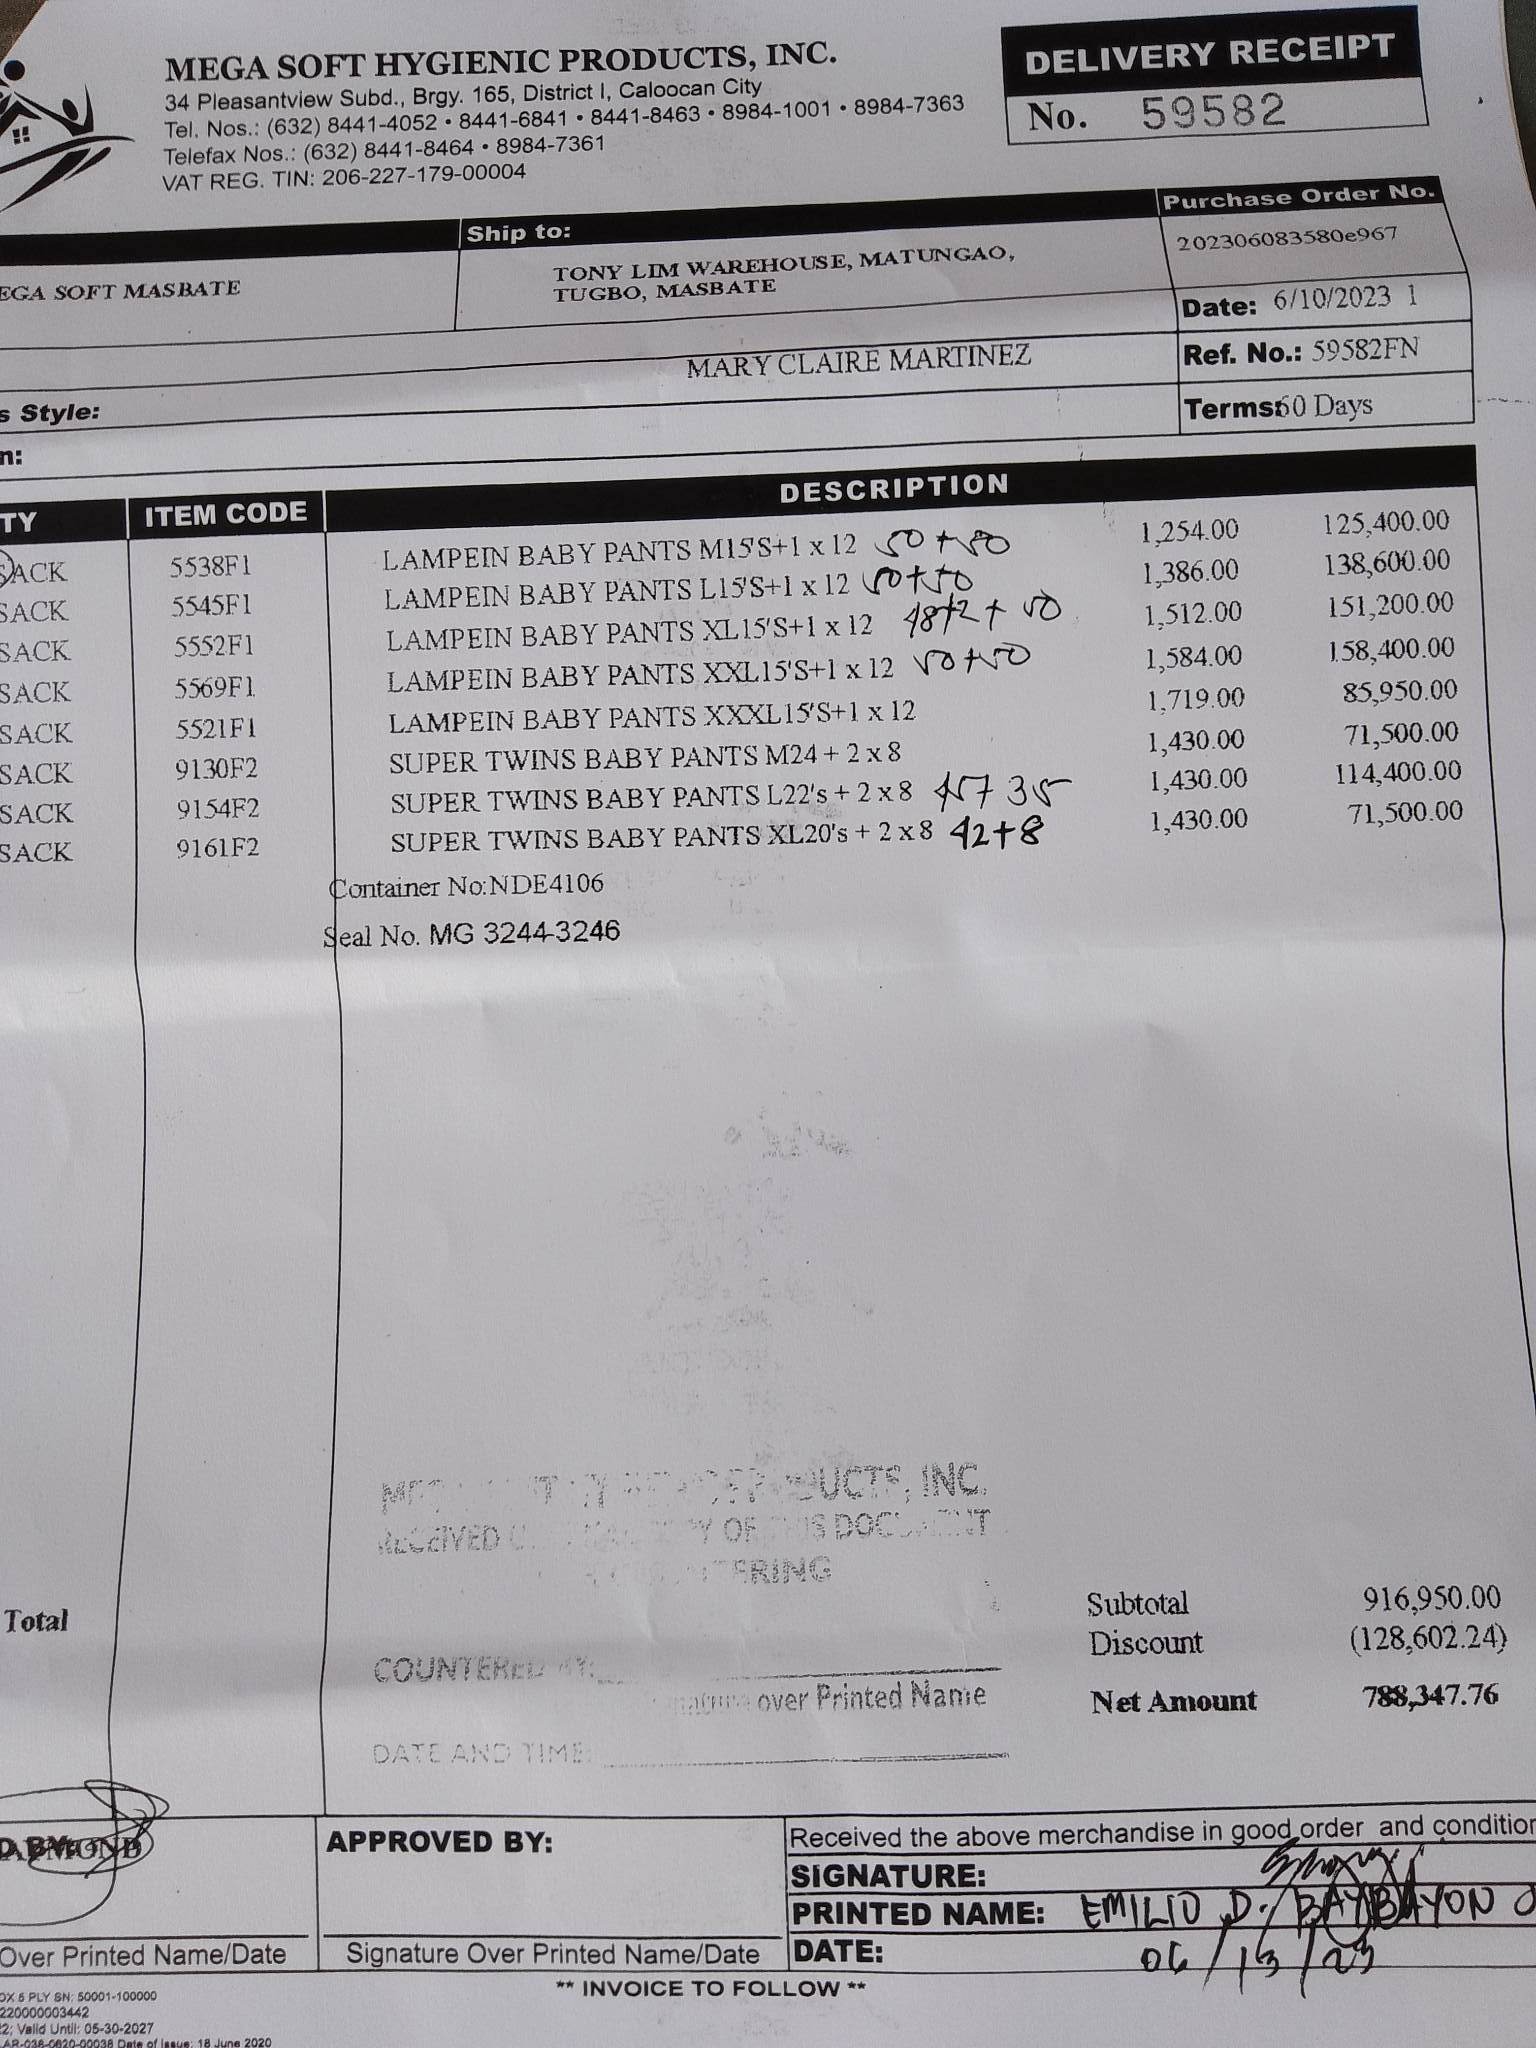 MEGA SOFT HYGIENIC PRODUCTS, INC.
34 Pleasantview Subd., Brgy. 165, District I, Caloocan City
Tel. Nos.: (632) 8441-4052 • 8441-6841 • 8441-8463 • 8984-1001 • 8984-7363
Telefax Nos.: (632) 8441-8464 • 8984-7361
VAT REG. TIN: 206-227-179-00004
DELIVERY RECEIPT
No. 59582
Ship to:
Purchase Order No.
EGA SOFT MASBATE
TONY LIM WAREHOUSE, MATUNGAO,
TUGBO, MASBATE
202306083580e967
Date: 6/10/2023 1
MARY CLAIRE MARTINEZ
Ref. No.: 59582FN
s Style:
Terms: 60 Days
n:
TY ITEM CODE DESCRIPTION
SACK 5538F1 LAMPEIN BABY PANTS M15'S+1 x 12 50+50 1,254.00 125,400.00
SACK 5545F1 LAMPEIN BABY PANTS L15'S+1 x 12 50+50 1,386.00 138,600.00
SACK 5552F1 LAMPEIN BABY PANTS XL15'S+1 x 12 48+2+50 1,512.00 151,200.00
SACK 5569F1 LAMPEIN BABY PANTS XXL15'S+1 x 12 50+50 1,584.00 158,400.00
SACK 5521F1 LAMPEIN BABY PANTS XXXL15'S+1 x 12 1,719.00 85,950.00
SACK 9130F2 SUPER TWINS BABY PANTS M24 + 2 x 8 1,430.00 71,500.00
SACK 9154F2 SUPER TWINS BABY PANTS L22's + 2 x 8 45+35 1,430.00 114,400.00
SACK 9161F2 SUPER TWINS BABY PANTS XL20's + 2 x 8 42+8 1,430.00 71,500.00
Container No:NDE4106
Seal No. MG 3244-3246
UCTS, INC.
RECEIVED
COUNTERED BY:
over Printed Name
DATE AND TIME:
Total
Subtotal 916,950.00
Discount (128,602.24)
Net Amount 788,347.76
D BY:
APPROVED BY:
Received the above merchandise in good order and condition
SIGNATURE:
PRINTED NAME: EMILIO D. BAYBAYON
DATE: 06/13/23
Over Printed Name/Date
Signature Over Printed Name/Date
** INVOICE TO FOLLOW **
OX 5 PLY SN: 50001-100000
220000003442
22; Valid Until: 05-30-2027
LAR-038-0620-00038 Date of Issue: 18 June 2020